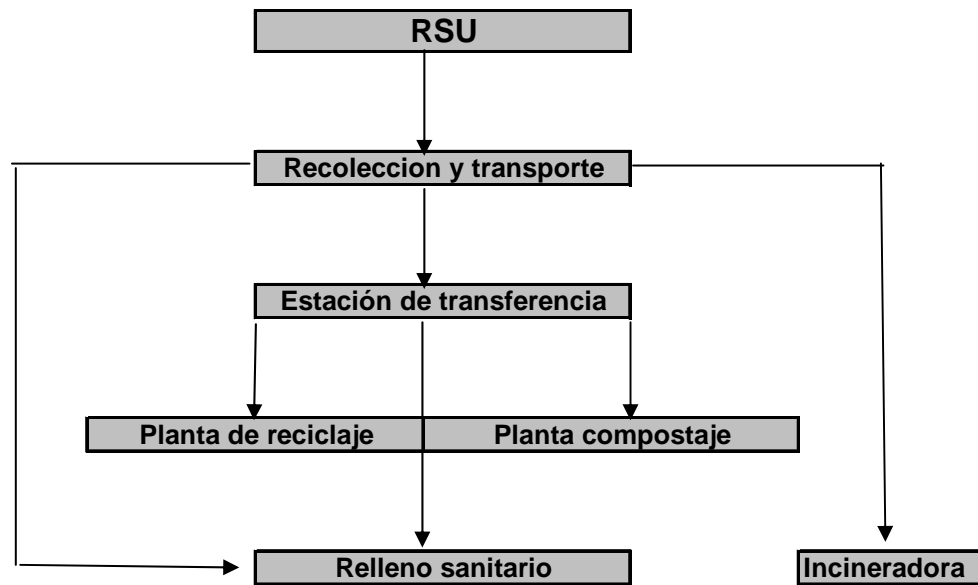 RSU
Recoleccion y transporte
Estación de transferencia
Planta de reciclaje
Planta compostaje
Relleno sanitario
Incineradora